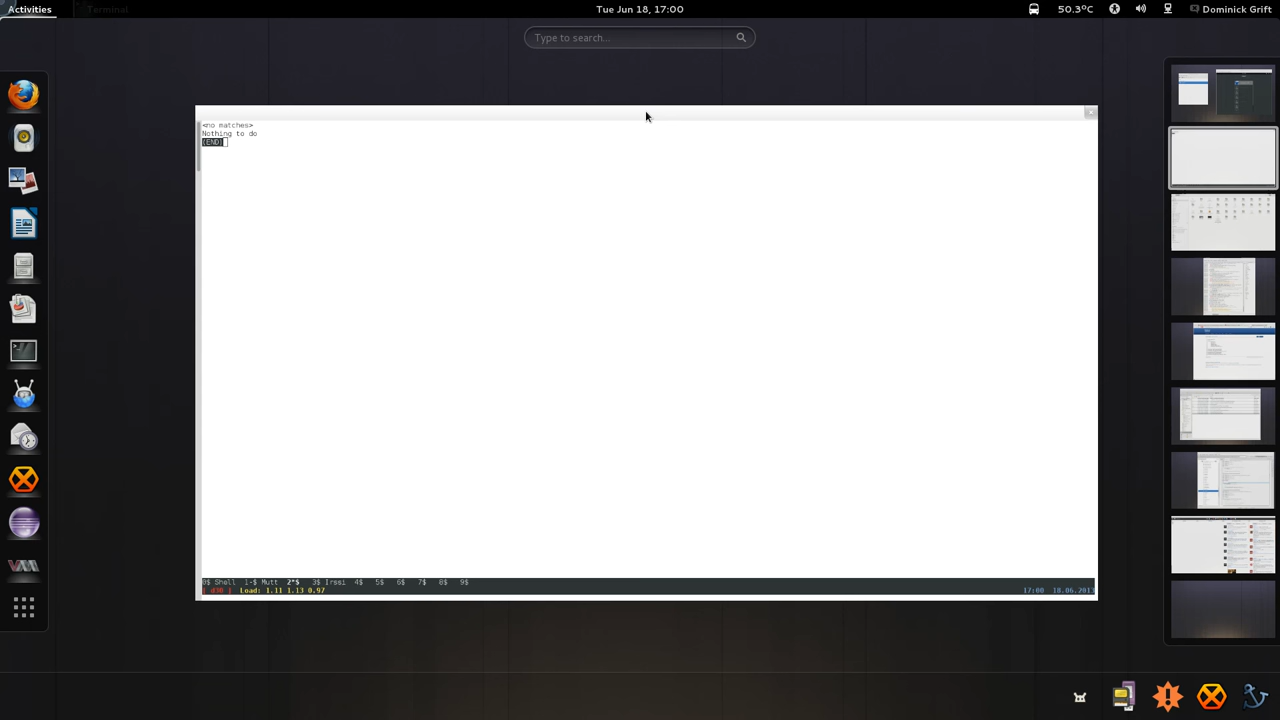 Activities
Terminal
Tue Jun 18, 17:00
50.3°C
Dominick Grift
Type to search...
<no matches>
Nothing to do
(END)
0$ Shell  1-$ Mutt  2*$  3$ Irssi  4$  5$  6$  7$  8$  9$
[ d30 ]  Load: 1.11 1.13 0.97
17:00  18.06.2013